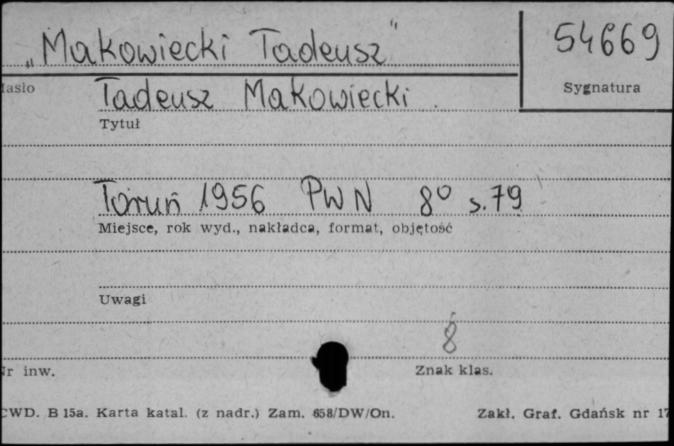 „Makowiecki Tadeusz"
54669
Sygnatura
Hasło
Tadeusz Makowiecki.
Tytuł
Toruń 1956 PWN 8° s.79
Miejsce, rok wyd., nakładca, format, objętość
Uwagi
8
Nr inw.
Znak klas.
CWD. B 15a. Karta katal. (z nadr.) Zam. 658/DW/On.
Zakł. Graf. Gdańsk nr 17